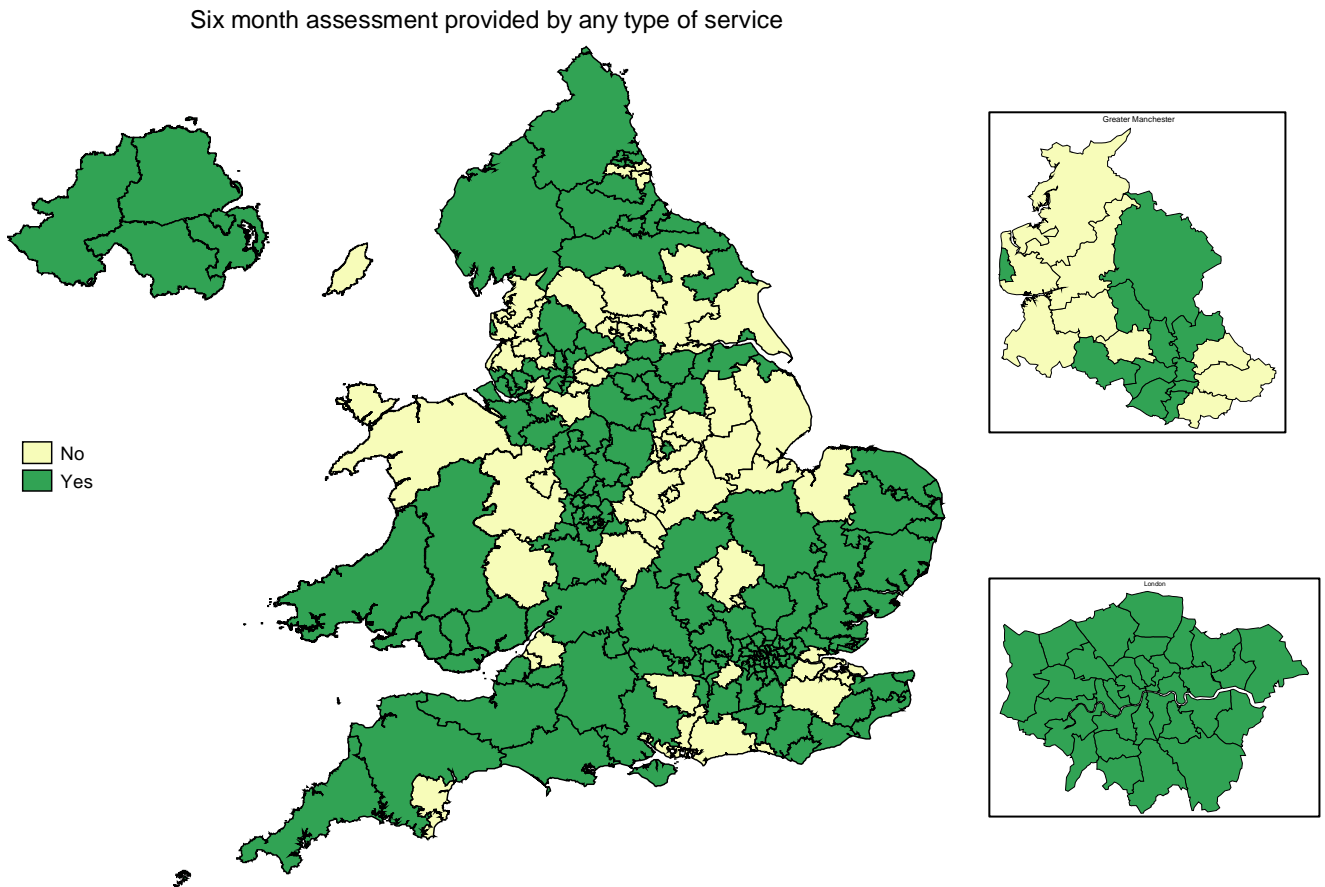 Six month assessment provided by any type of service
Greater Manchester
No
Yes
London